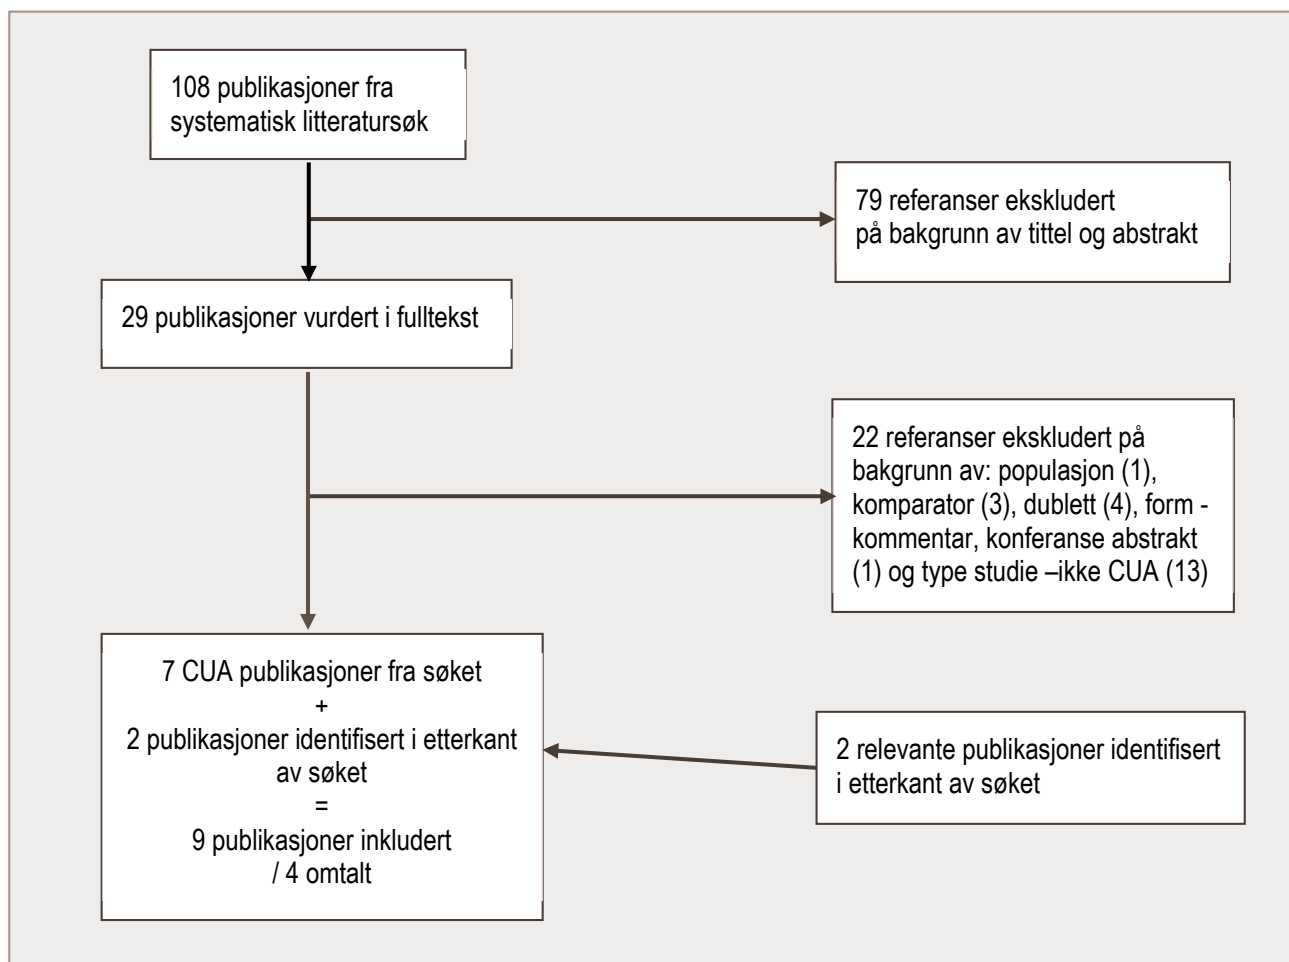 108 publikasjoner fra
systematisk litteratursøk
79 referanser ekskludert
på bakgrunn av tittel og abstrakt
29 publikasjoner vurdert i fulltekst
22 referanser ekskludert på
bakgrunn av: populasjon (1),
komparator (3), dublett (4), form -
kommentar, konferanse abstrakt
(1) og type studie –ikke CUA (13)
7 CUA publikasjoner fra søket
+
2 publikasjoner identifisert i etterkant
av søket
=
9 publikasjoner inkludert
/ 4 omtalt
2 relevante publikasjoner identifisert
i etterkant av søket